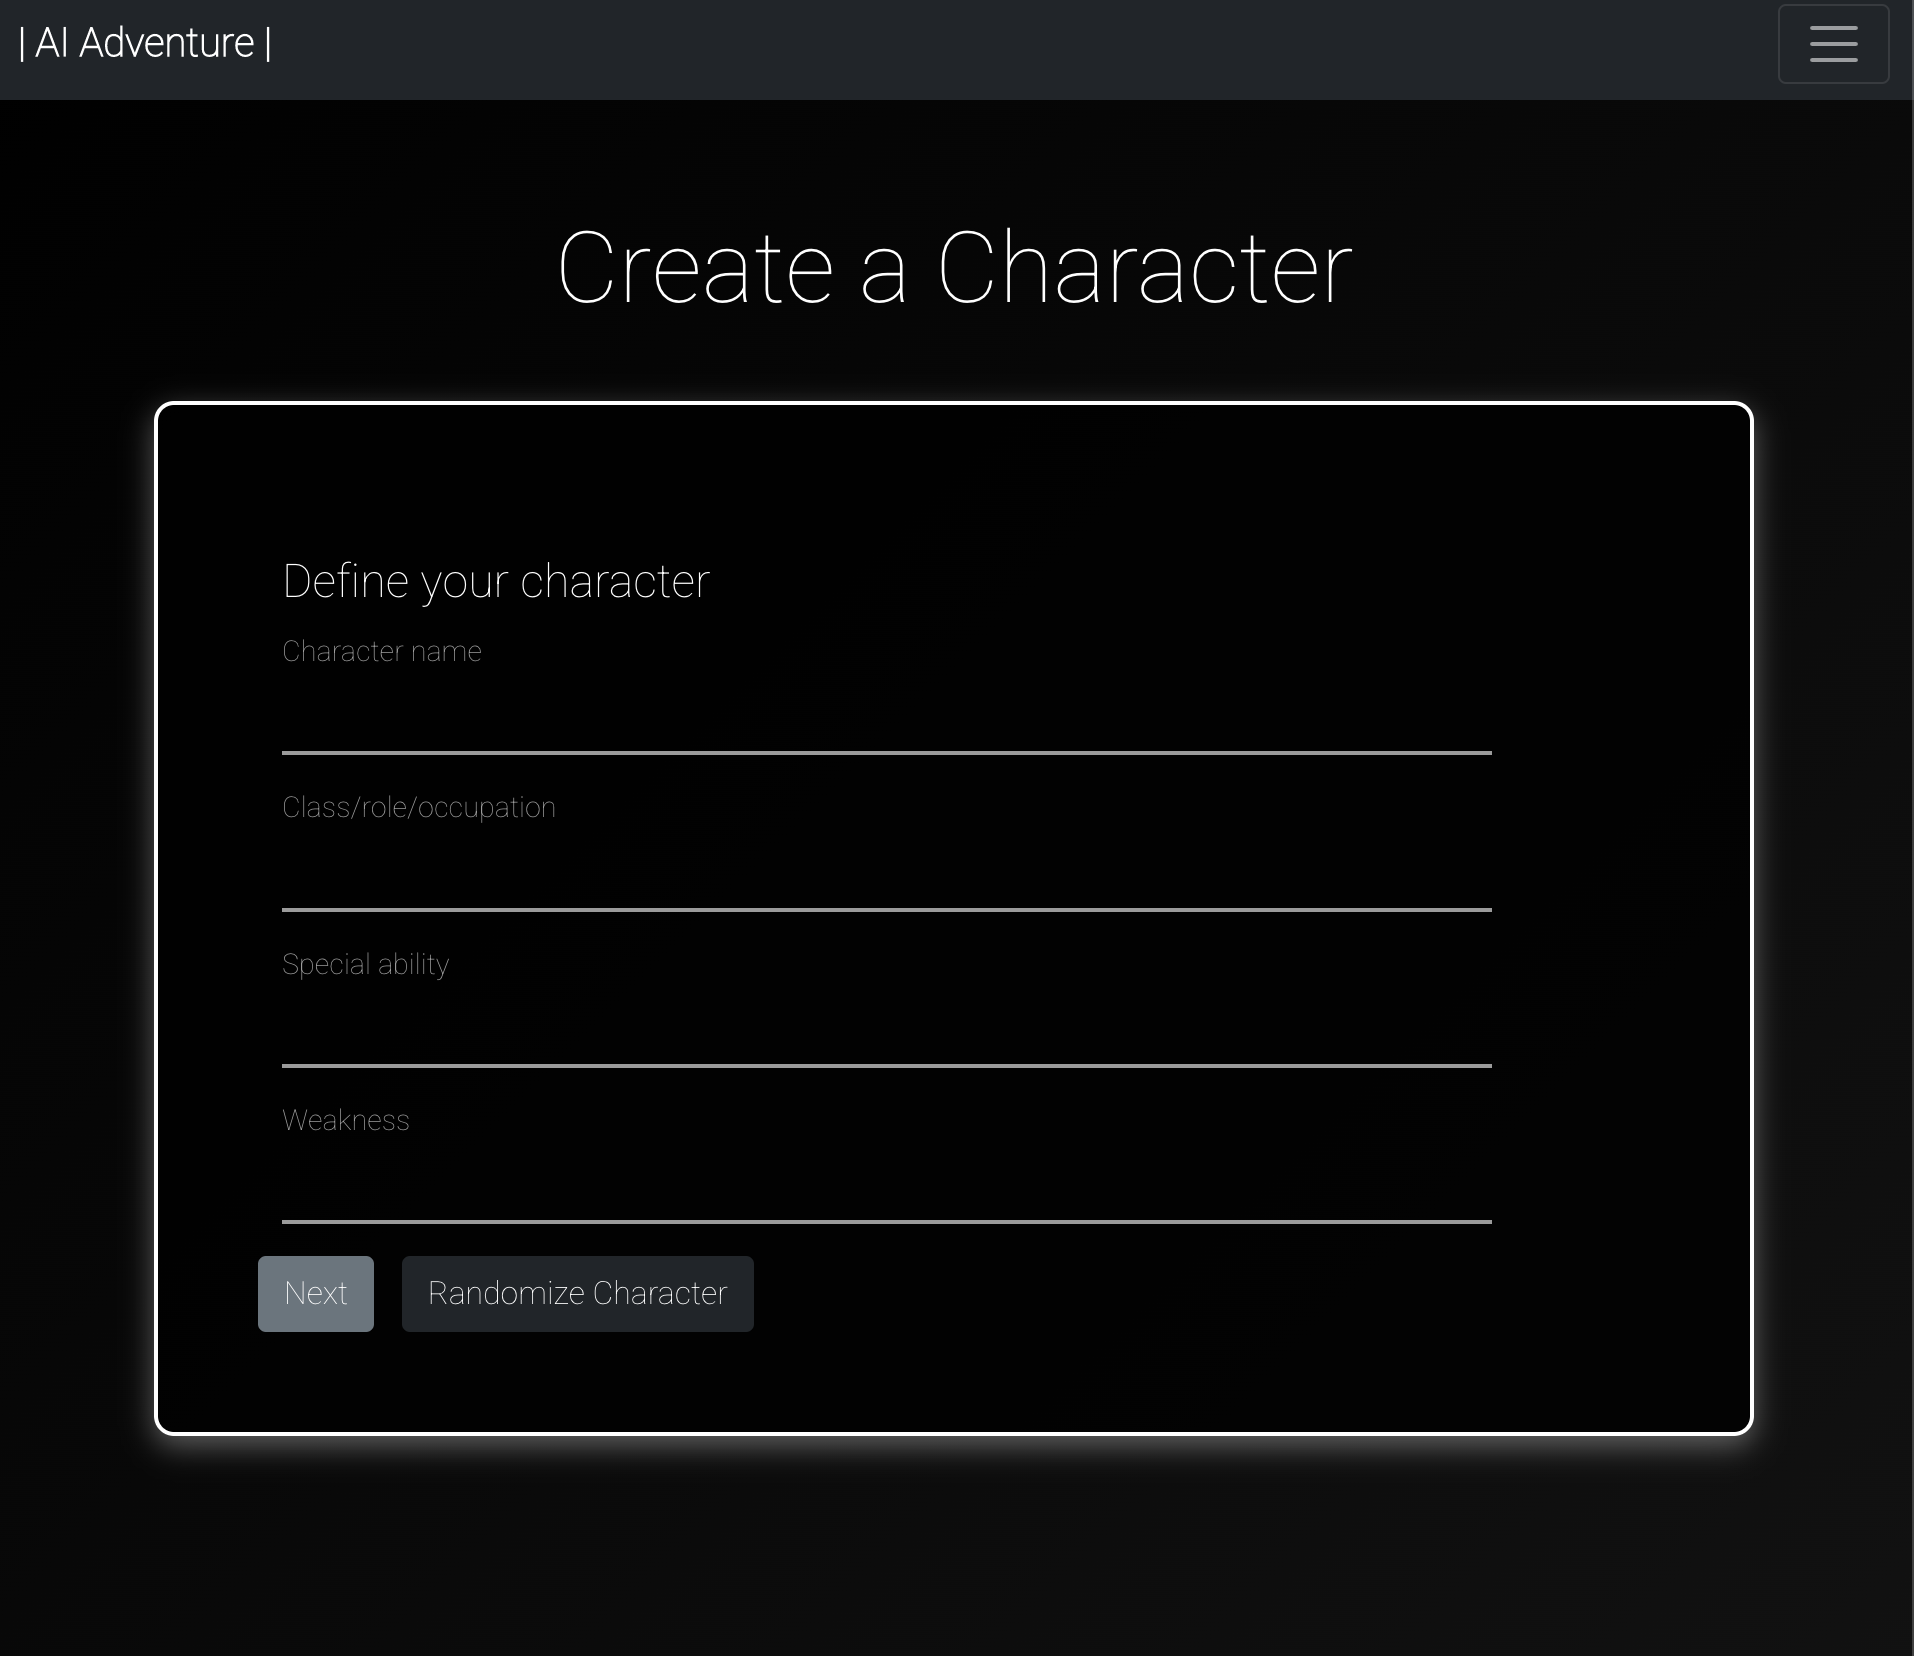 | AI Adventure |
Create a Character
Define your character
Character name
Class/role/occupation
Special ability
Weakness
Next
Randomize Character